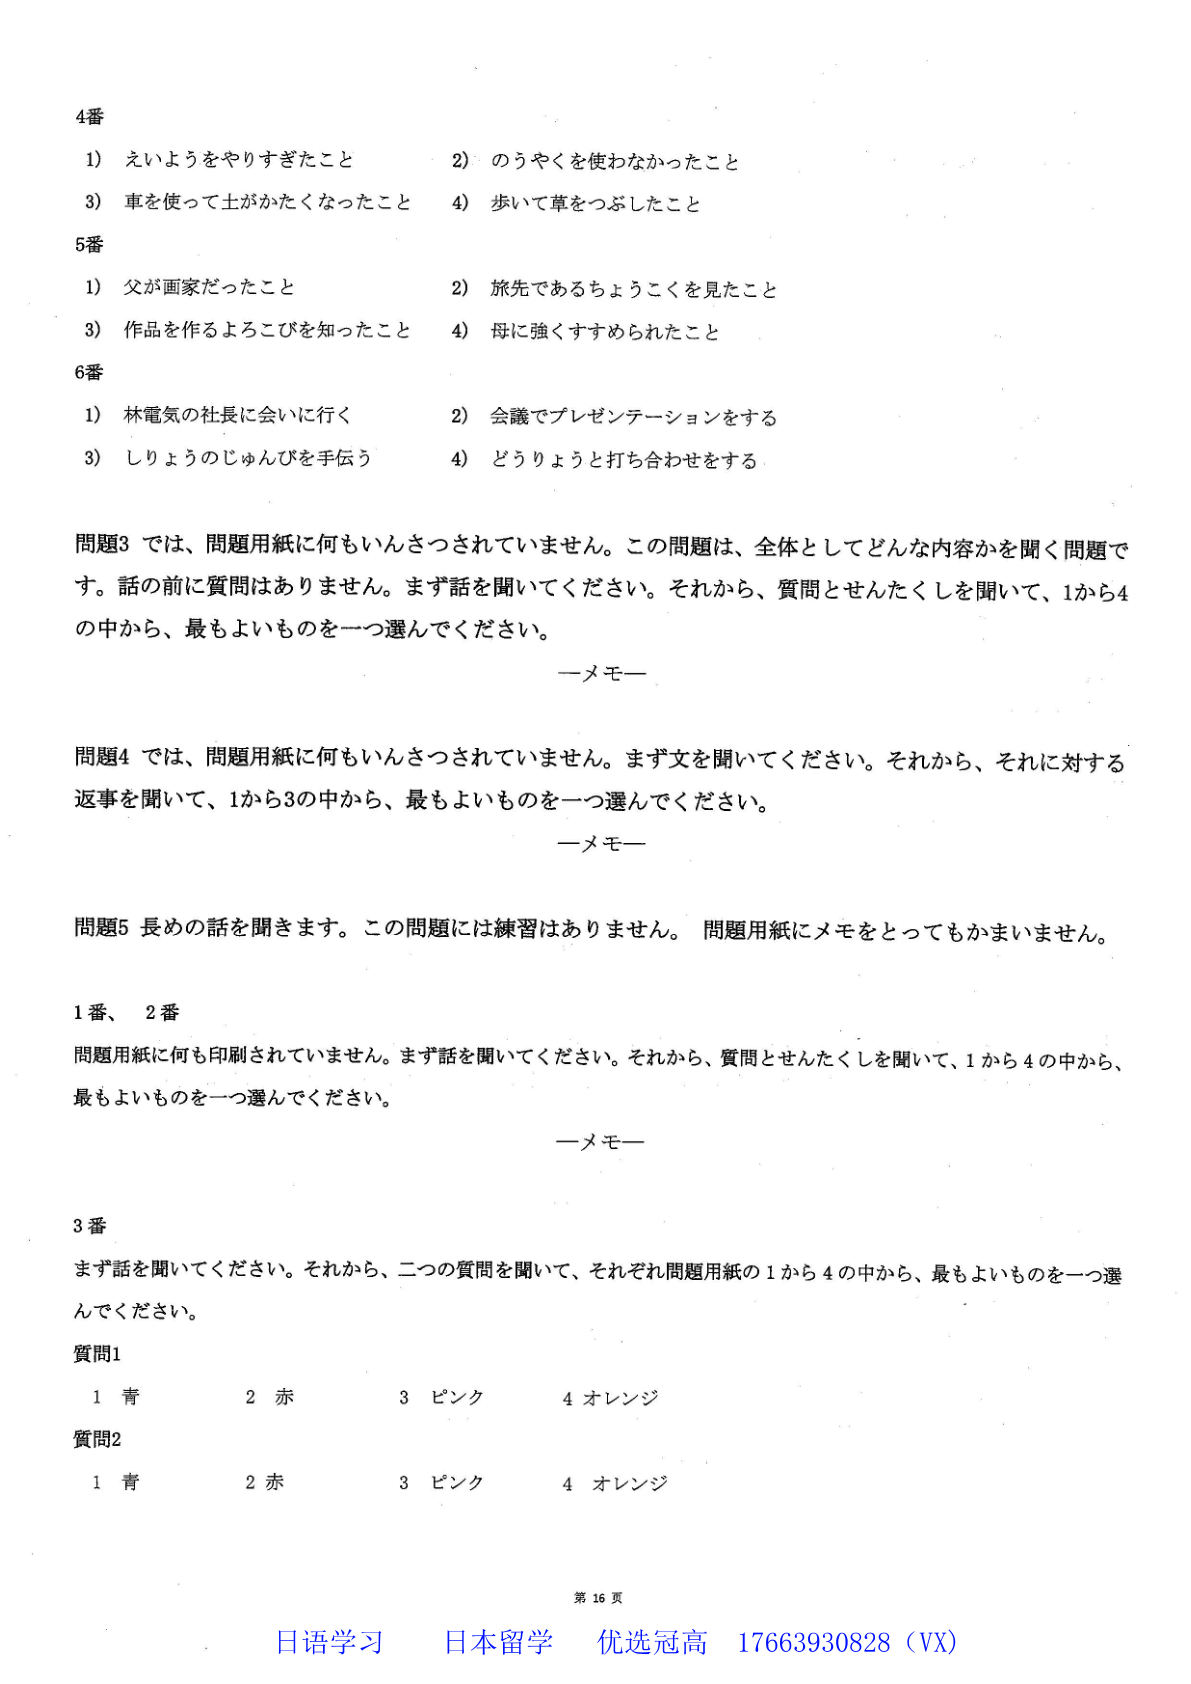 4番
1) えいようをやりすぎたこと 2) のうやくを使わなかったこと
3) 車を使って土がかたくなったこと 4) 歩いて草をつぶしたこと
5番
1) 父が画家だったこと 2) 旅先であるちょうこくを見たこと
3) 作品を作るよろこびを知ったこと 4) 母に強くすすめられたこと
6番
1) 林電気の社長に会いに行く 2) 会議でプレゼンテーションをする
3) しりょうのじゅんびを手伝う 4) どうりょうと打ち合わせをする
問題3 では、問題用紙に何もいんさつされていません。この問題は、全体としてどんな内容かを聞く問題で
す。話の前に質問はありません。まず話を聞いてください。それから、質問とせんたくしを聞いて、1から4
の中から、最もよいものを一つ選んでください。
―メモ―
問題4 では、問題用紙に何もいんさつされていません。まず文を聞いてください。それから、それに対する
返事を聞いて、1から3の中から、最もよいものを一つ選んでください。
―メモ―
問題5 長めの話を聞きます。この問題には練習はありません。 問題用紙にメモをとってもかまいません。
1番、 2番
問題用紙に何も印刷されていません。まず話を聞いてください。それから、質問とせんたくしを聞いて、1から4の中から、
最もよいものを一つ選んでください。
―メモ―
3番
まず話を聞いてください。それから、二つの質問を聞いて、それぞれ問題用紙の1から4の中から、最もよいものを一つ選
んでください。
質問1
1 青 2 赤 3 ピンク 4 オレンジ
質問2
1 青 2 赤 3 ピンク 4 オレンジ
第 16 页
日语学习 日本留学 优选冠高 17663930828（VX)